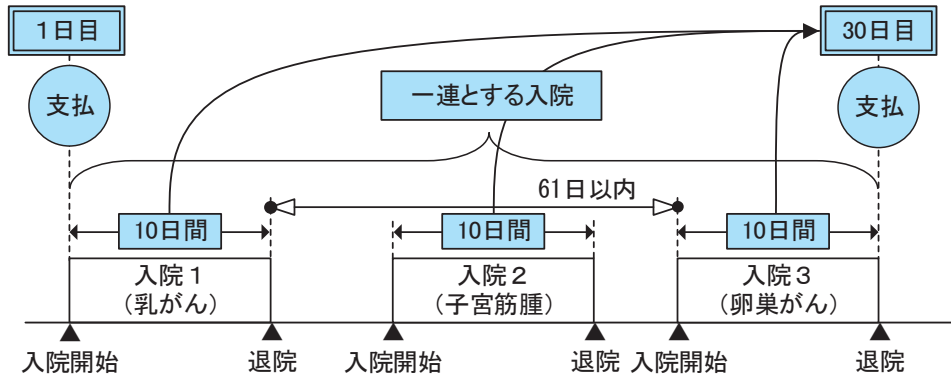 1日目
30日目
支払
一連とする入院
支払
61日以内
10日間
10日間
10日間
入院1
(乳がん)
入院2
(子宮筋腫)
入院3
(卵巣がん)
入院開始
退院
入院開始
退院
入院開始
退院